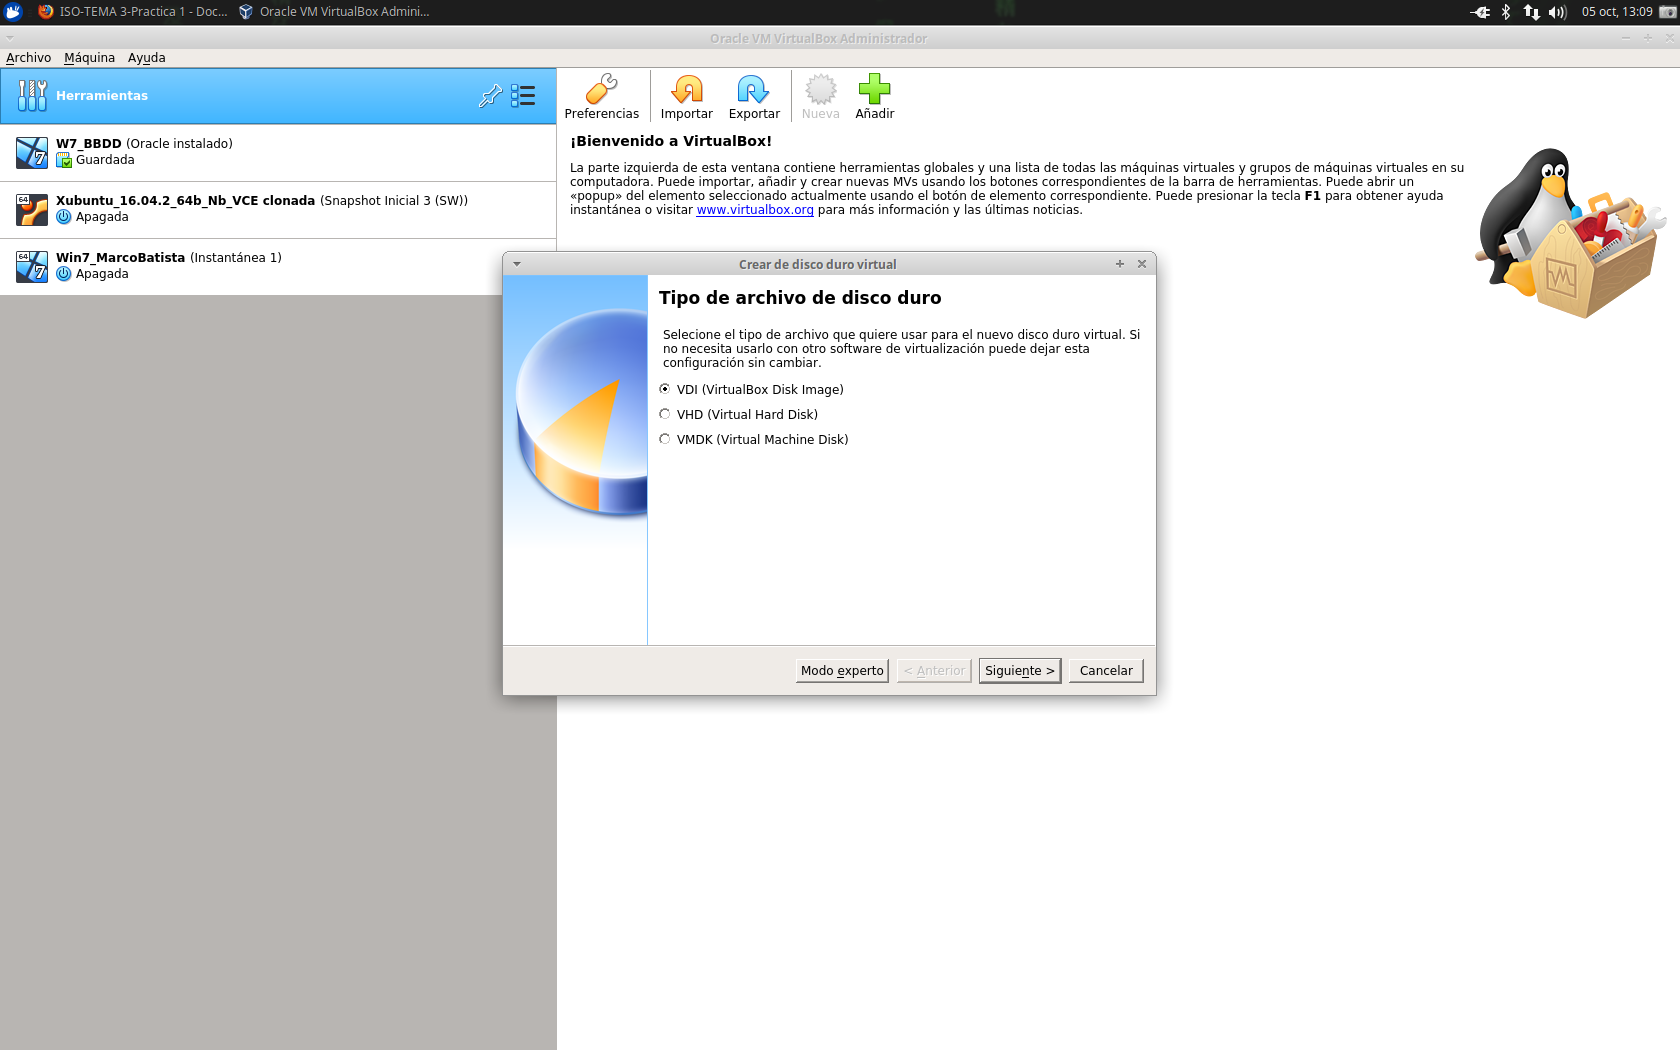 ISO-TEMA 3-Practica 1 - Doc... Oracle VM VirtualBox Admini... 05 oct, 13:09
Oracle VM VirtualBox Administrador
Archivo Máquina Ayuda
Herramientas
Preferencias Importar Exportar Nueva Añadir
W7_BBDD (Oracle instalado)
Guardada
Xubuntu_16.04.2_64b_Nb_VCE clonada (Snapshot Inicial 3 (SW))
Apagada
Win7_MarcoBatista (Instantánea 1)
Apagada
¡Bienvenido a VirtualBox!
La parte izquierda de esta ventana contiene herramientas globales y una lista de todas las máquinas virtuales y grupos de máquinas virtuales en su
computadora. Puede importar, añadir y crear nuevas MVs usando los botones correspondientes de la barra de herramientas. Puede abrir un
«popup» del elemento seleccionado actualmente usando el botón de elemento correspondiente. Puede presionar la tecla F1 para obtener ayuda
instantánea o visitar www.virtualbox.org para más información y las últimas noticias.
Crear de disco duro virtual
Tipo de archivo de disco duro
Selecione el tipo de archivo que quiere usar para el nuevo disco duro virtual. Si
no necesita usarlo con otro software de virtualización puede dejar esta
configuración sin cambiar.
VDI (VirtualBox Disk Image)
VHD (Virtual Hard Disk)
VMDK (Virtual Machine Disk)
Modo experto < Anterior Siguiente > Cancelar